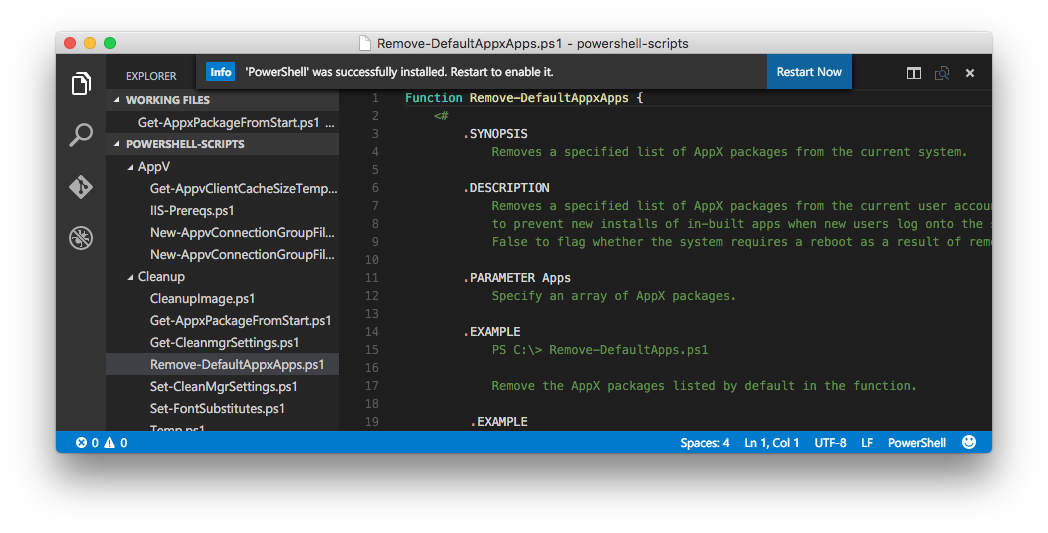 Remove-DefaultAppxApps.ps1 - powershell-scripts
EXPLORER
Info 'PowerShell' was successfully installed. Restart to enable it. Restart Now
WORKING FILES
Get-AppxPackageFromStart.ps1 ...
POWERSHELL-SCRIPTS
AppV
Get-AppvClientCacheSizeTemp...
IIS-Prereqs.ps1
New-AppvConnectionGroupFil...
New-AppvConnectionGroupFil...
Cleanup
CleanupImage.ps1
Get-AppxPackageFromStart.ps1
Get-CleanmgrSettings.ps1
Remove-DefaultAppxApps.ps1
Set-CleanMgrSettings.ps1
Set-FontSubstitutes.ps1
Temp.ps1
1 Function Remove-DefaultAppxApps {
2 <#
3 .SYNOPSIS
4 Removes a specified list of AppX packages from the current system.
5
6 .DESCRIPTION
7 Removes a specified list of AppX packages from the current user accou
8 to prevent new installs of in-built apps when new users log onto the s
9 False to flag whether the system requires a reboot as a result of rem
10
11 .PARAMETER Apps
12 Specify an array of AppX packages.
13
14 .EXAMPLE
15 PS C:\> Remove-DefaultApps.ps1
16
17 Remove the AppX packages listed by default in the function.
18
19 .EXAMPLE
0 0 Spaces: 4 Ln 1, Col 1 UTF-8 LF PowerShell